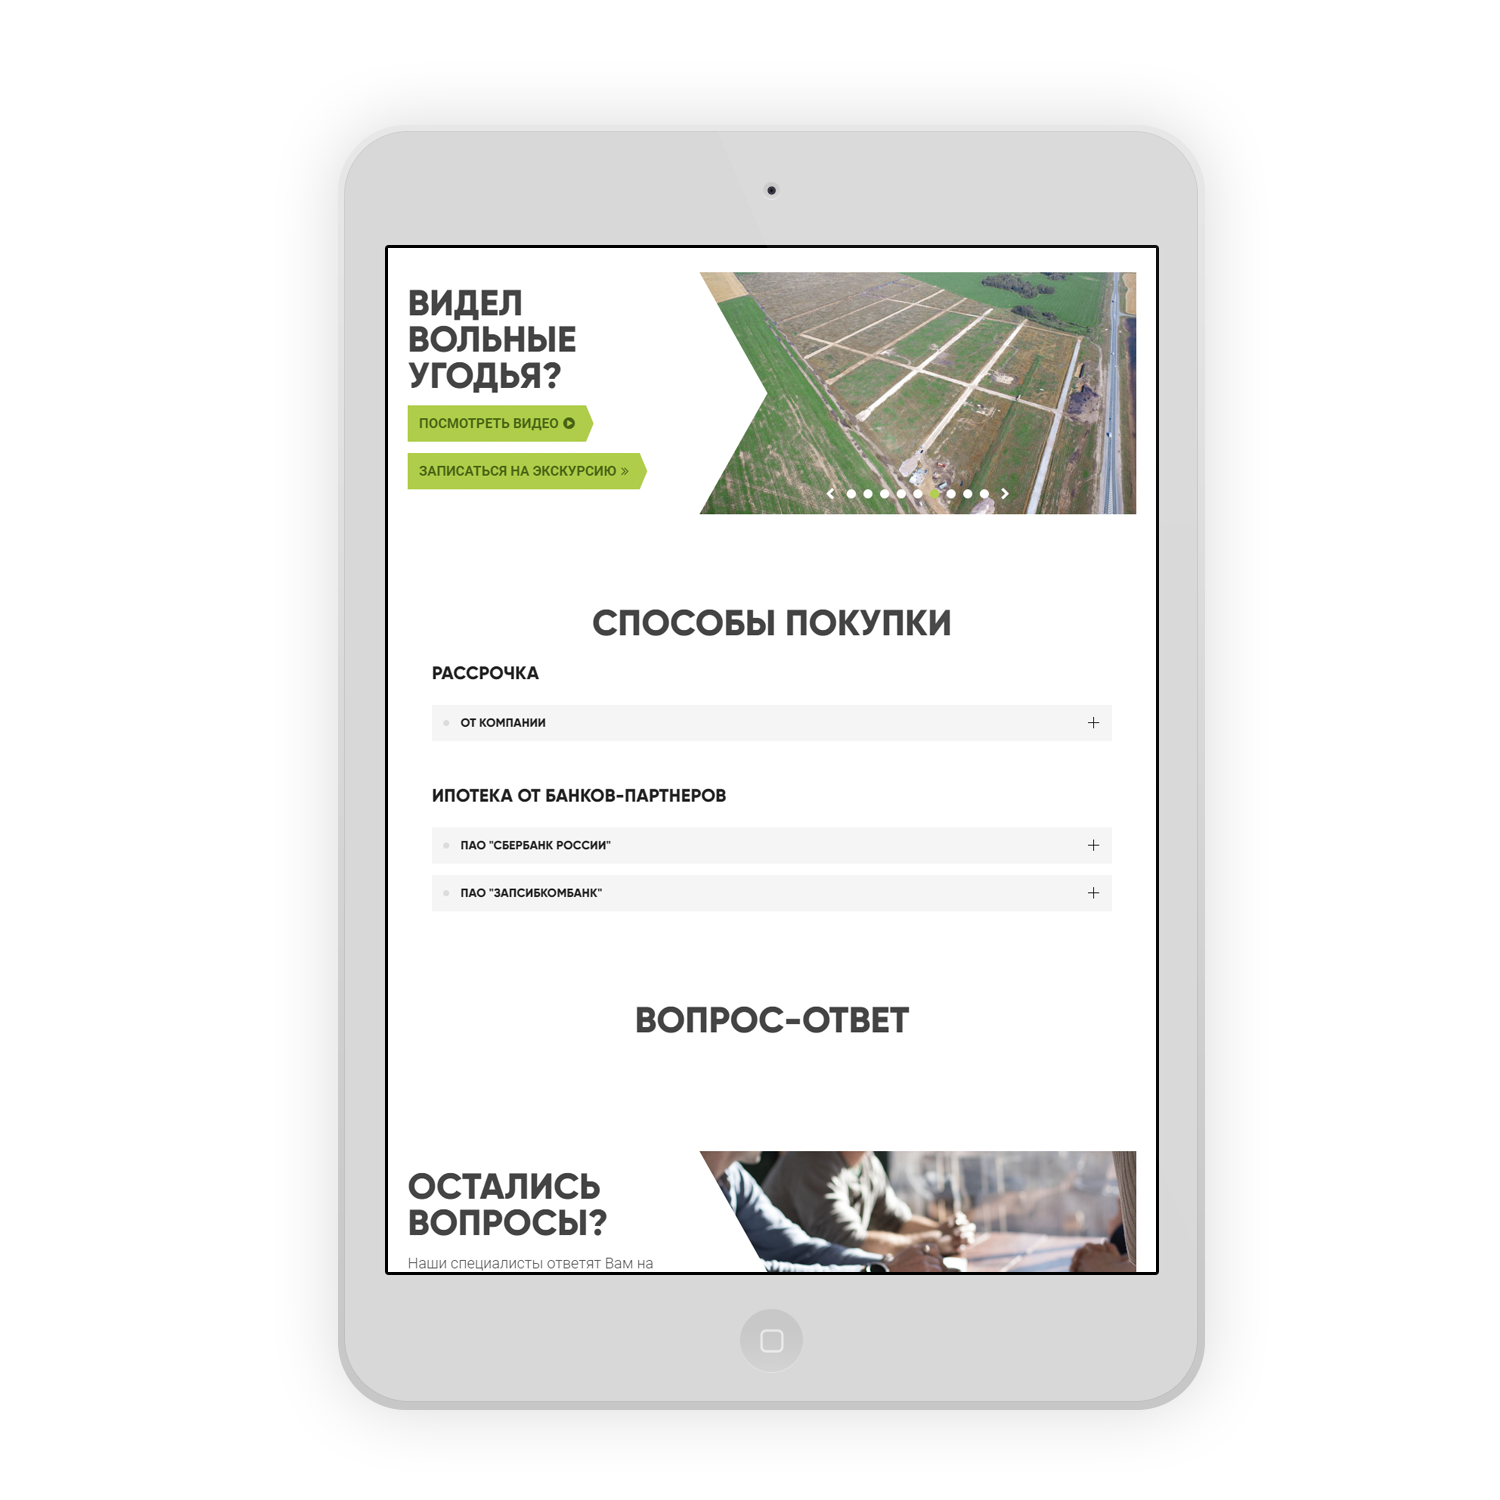 ВИДЕЛ
ВОЛЬНЫЕ
УГОДЬЯ?
ПОСМОТРЕТЬ ВИДЕО
ЗАПИСАТЬСЯ НА ЭКСКУРСИЮ »
СПОСОБЫ ПОКУПКИ
РАССРОЧКА
ОТ КОМПАНИИ
ИПОТЕКА ОТ БАНКОВ-ПАРТНЕРОВ
ПАО "СБЕРБАНК РОССИИ"
ПАО "ЗАПСИБКОМБАНК"
ВОПРОС-ОТВЕТ
ОСТАЛИСЬ
ВОПРОСЫ?
Наши специалисты ответят Вам на